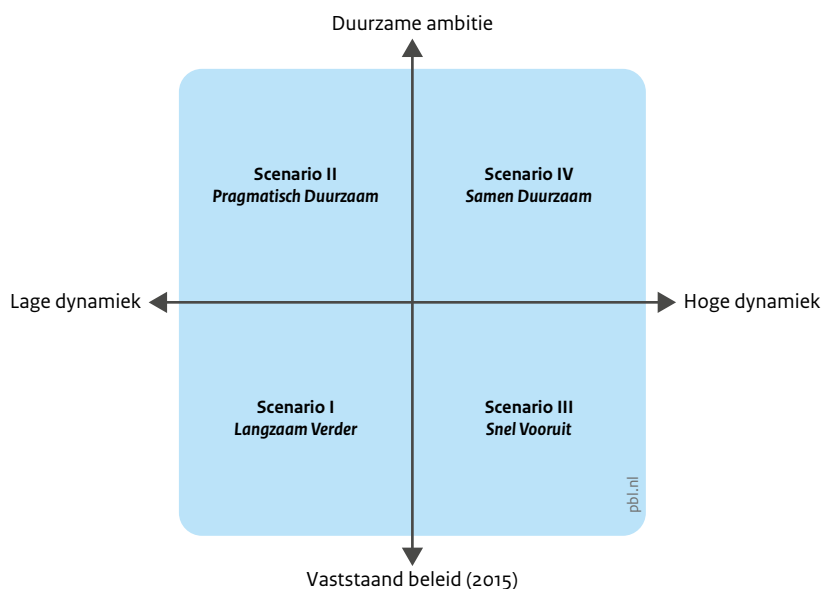 Duurzame ambitie
Scenario II
Pragmatisch Duurzaam
Scenario IV
Samen Duurzaam
Lage dynamiek
Hoge dynamiek
Scenario I
Langzaam Verder
Scenario III
Snel Vooruit
pbl.nl
Vaststaand beleid (2015)